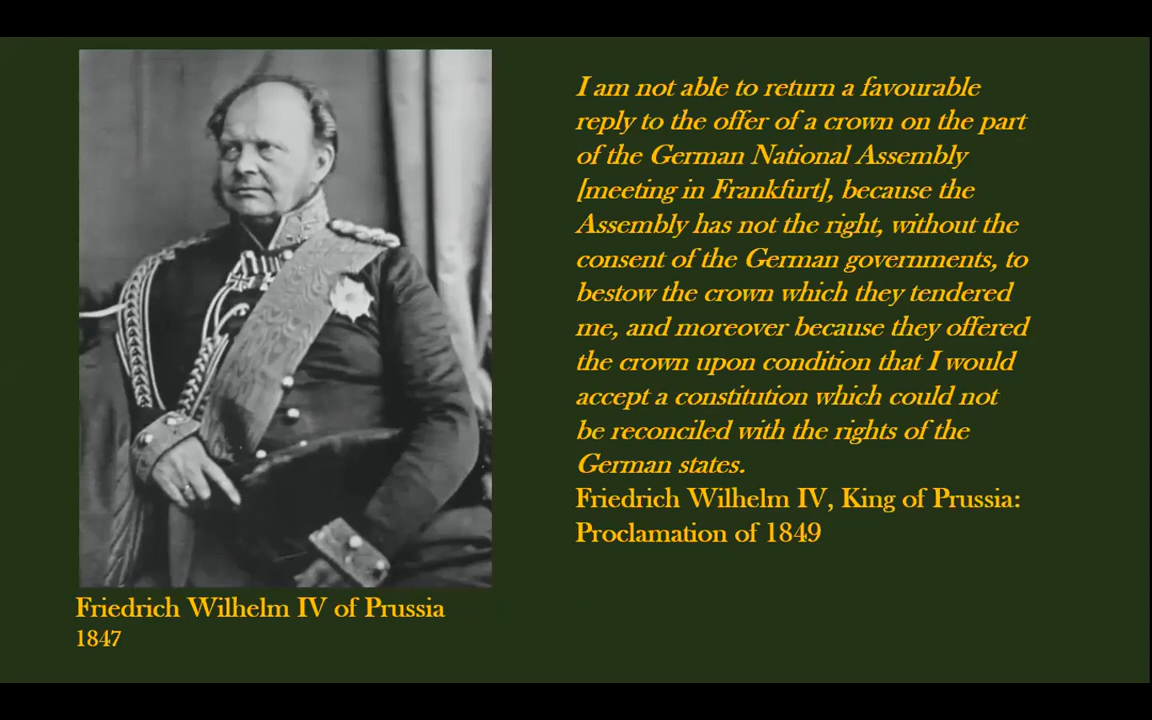 I am not able to return a favourable
reply to the offer of a crown on the part
of the German National Assembly
[meeting in Frankfurt], because the
Assembly has not the right, without the
consent of the German governments, to
bestow the crown which they tendered
me, and moreover because they offered
the crown upon condition that I would
accept a constitution which could not
be reconciled with the rights of the
German states.
Friedrich Wilhelm IV, King of Prussia:
Proclamation of 1849
Friedrich Wilhelm IV of Prussia
1847